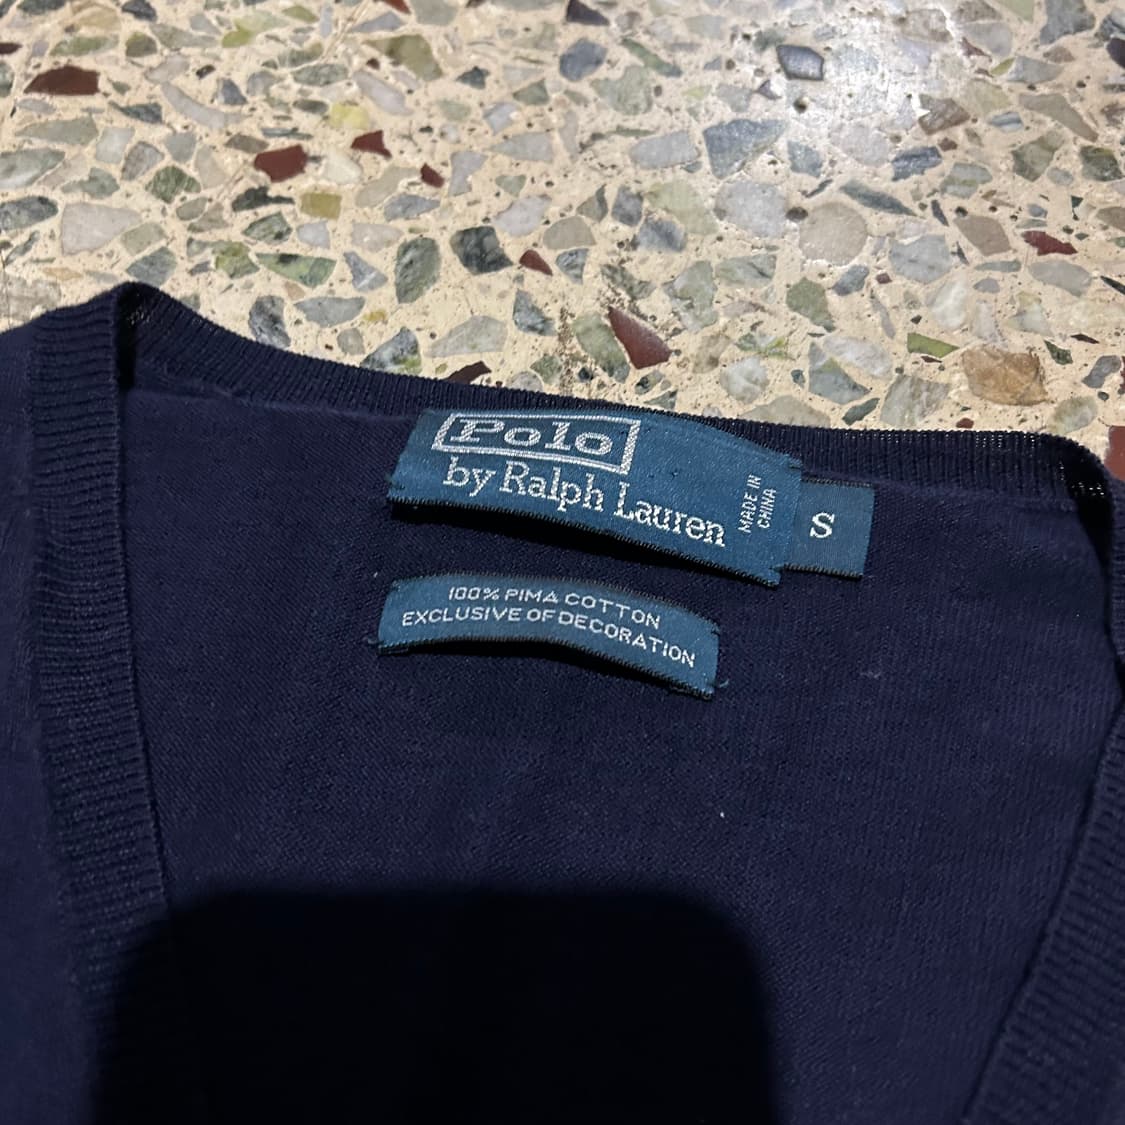 Polo
by Ralph Lauren
MADE IN
CHINA
S
100% PIMA COTTON
EXCLUSIVE OF DECORATION